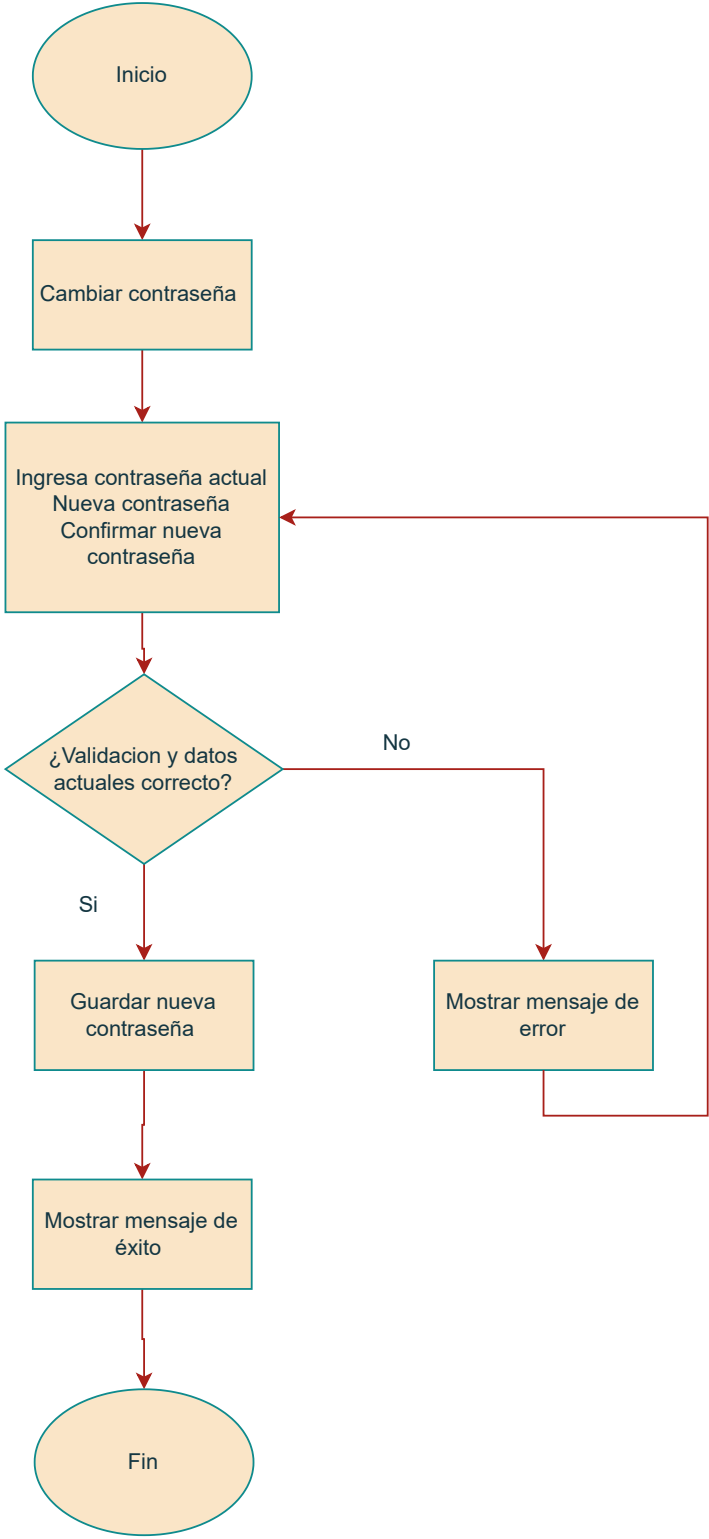 Inicio
Cambiar contraseña
Ingresa contraseña actual
Nueva contraseña
Confirmar nueva
contraseña
¿Validacion y datos
actuales correcto?
No
Si
Guardar nueva
contraseña
Mostrar mensaje de
error
Mostrar mensaje de
éxito
Fin